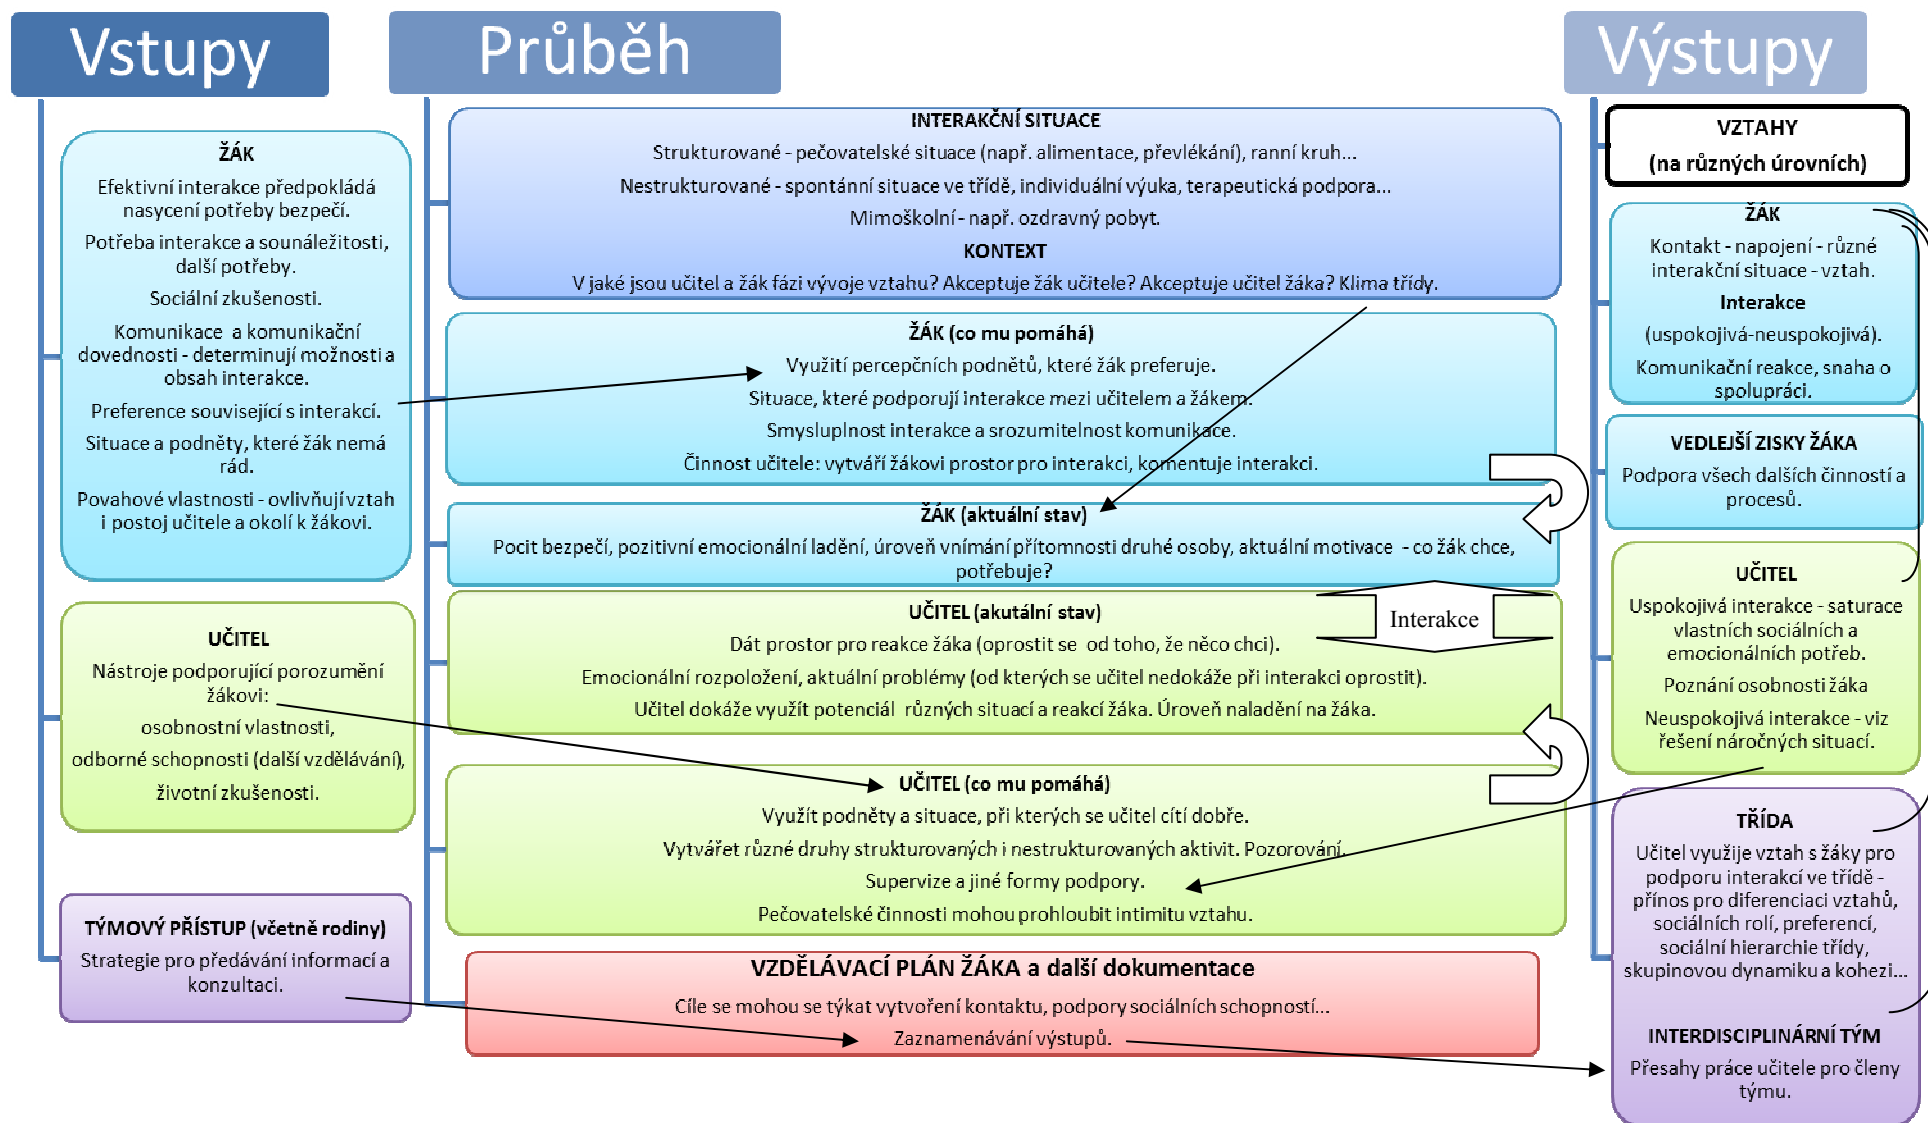 Vstupy
ŽÁK
Efektivní interakce předpokládá
nasycení potřeby bezpečí.
Potřeba interakce a sounáležitosti,
další potřeby.
Sociální zkušenosti.
Komunikace a komunikační
dovednosti - determinují možnosti a
obsah interakce.
Preference související s interakcí.
Situace a podněty, které žák nemá
rád.
Povahové vlastnosti - ovlivňují vztah
i postoj učitele a okolí k žákovi.
UČITEL
Nástroje podporující porozumění
žákovi:
osobnostní vlastnosti,
odborné schopnosti (další vzdělávání),
životní zkušenosti.
TÝMOVÝ PŘÍSTUP (včetně rodiny)
Strategie pro předávání informací a
konzultaci.
Průběh
INTERAKČNÍ SITUACE
Strukturované - pečovatelské situace (např. alimentace, převlékání), ranní kruh...
Nestrukturované - spontánní situace ve třídě, individuální výuka, terapeutická podpora...
Mimoškolní - např. ozdravný pobyt.
KONTEXT
V jaké jsou učitel a žák fázi vývoje vztahu? Akceptuje žák učitele? Akceptuje učitel žáka? Klima třídy.
ŽÁK (co mu pomáhá)
Využití percepčních podnětů, které žák preferuje.
Situace, které podporují interakce mezi učitelem a žákem.
Smysluplnost interakce a srozumitelnost komunikace.
Činnost učitele: vytváří žákovi prostor pro interakci, komentuje interakci.
ŽÁK (aktuální stav)
Pocit bezpečí, pozitivní emocionální ladění, úroveň vnímání přítomnosti druhé osoby, aktuální motivace - co žák chce,
potřebuje?
Interakce
UČITEL (akutální stav)
Dát prostor pro reakce žáka (oprostit se od toho, že něco chci).
Emocionální rozpoložení, aktuální problémy (od kterých se učitel nedokáže při interakci oprostit).
Učitel dokáže využít potenciál různých situací a reakcí žáka. Úroveň naladění na žáka.
UČITEL (co mu pomáhá)
Využít podněty a situace, při kterých se učitel cítí dobře.
Vytvářet různé druhy strukturovaných i nestrukturovaných aktivit. Pozorování.
Supervize a jiné formy podpory.
Pečovatelské činnosti mohou prohloubit intimitu vztahu.
VZDĚLÁVACÍ PLÁN ŽÁKA a další dokumentace
Cíle se mohou se týkat vytvoření kontaktu, podpory sociálních schopností...
Zaznamenávání výstupů.
Výstupy
VZTAHY
(na různých úrovních)
ŽÁK
Kontakt - napojení - různé
interakční situace - vztah.
Interakce
(uspokojivá-neuspokojivá).
Komunikační reakce, snaha o
spolupráci.
VEDLEJŠÍ ZISKY ŽÁKA
Podpora všech dalších činností a
procesů.
UČITEL
Uspokojivá interakce - saturace
vlastních sociálních a
emocionálních potřeb.
Poznání osobnosti žáka
Neuspokojivá interakce - viz
řešení náročných situací.
TŘÍDA
Učitel využije vztah s žáky pro
podporu interakcí ve třídě -
přínos pro diferenciaci vztahů,
sociálních rolí, preferencí,
sociální hierarchie třídy,
skupinovou dynamiku a kohezi...
INTERDISCIPLINÁRNÍ TÝM
Přesahy práce učitele pro členy
týmu.